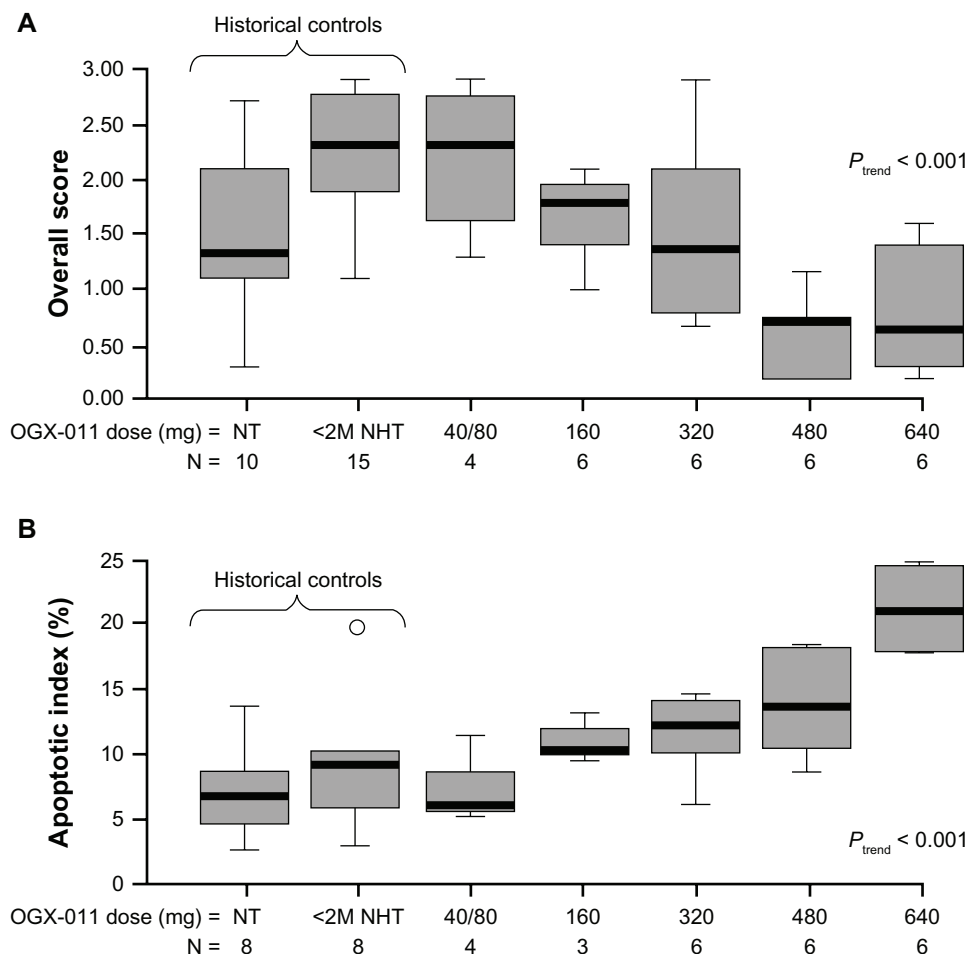 A
Historical controls
3.00
2.50
2.00
1.50
1.00
0.50
0.00
Overall score
P trend < 0.001
OGX-011 dose (mg) = NT <2M NHT 40/80 160 320 480 640
N = 10 15 4 6 6 6 6
B
Historical controls
25
20
15
10
5
0
Apoptotic index (%)
P trend < 0.001
OGX-011 dose (mg) = NT <2M NHT 40/80 160 320 480 640
N = 8 8 4 3 6 6 6